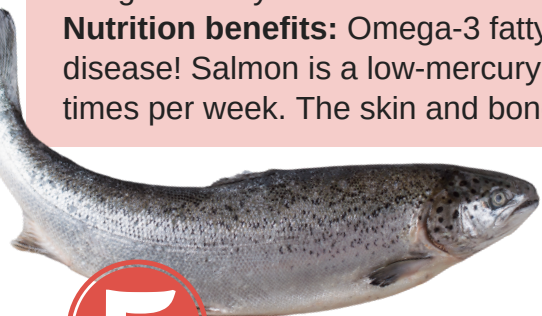 Nutrition benefits: Omega-3 fatty
disease! Salmon is a low-mercury
times per week. The skin and bon